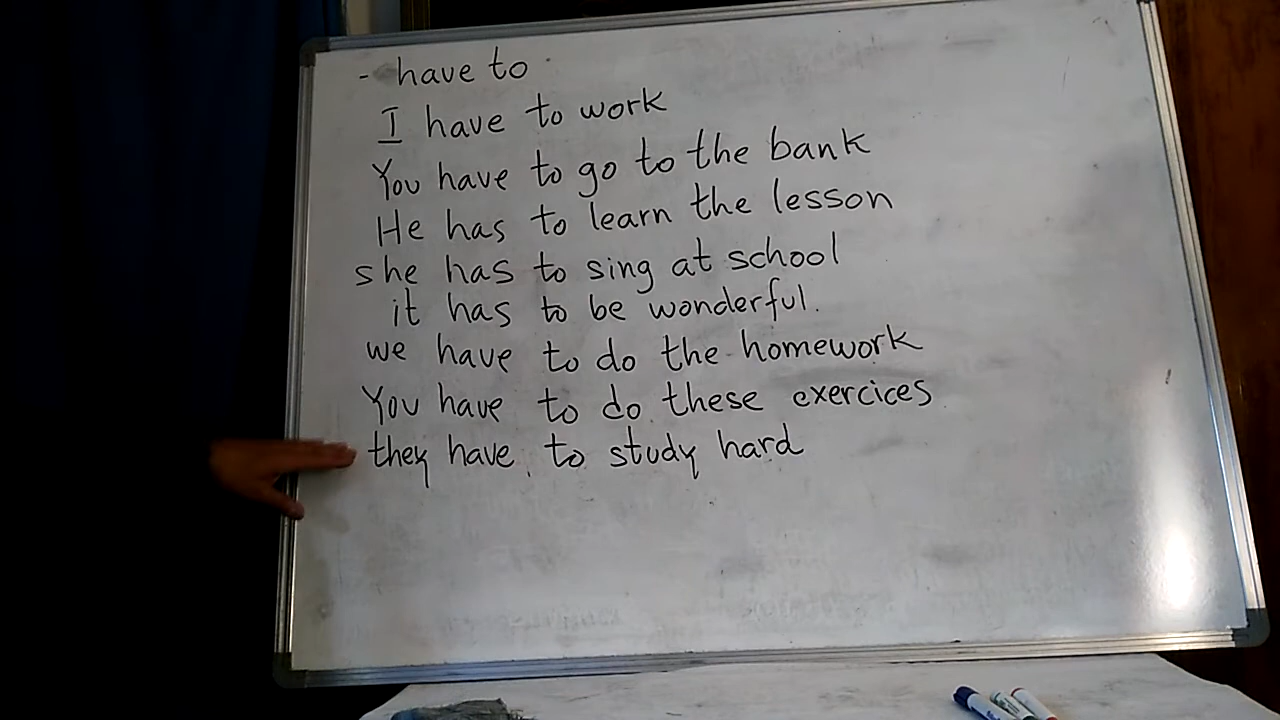 - have to
I have to work
You have to go to the bank
He has to learn the lesson
she has to sing at school
it has to be wonderful.
we have to do the homework
You have to do these exercices
they have to study hard